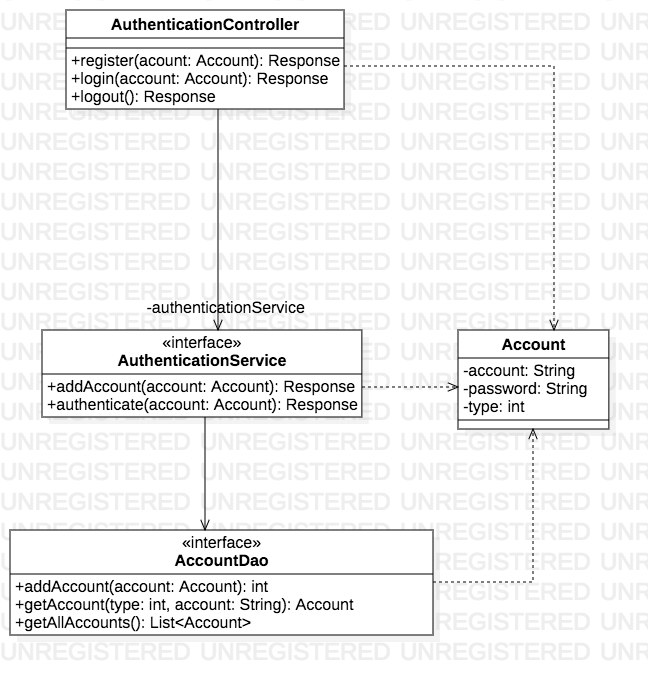 AuthenticationController
+register(acount: Account): Response
+login(account: Account): Response
+logout(): Response
-authenticationService
«interface»
AuthenticationService
+addAccount(account: Account): Response
+authenticate(account: Account): Response
Account
-account: String
-password: String
-type: int
«interface»
AccountDao
+addAccount(account: Account): int
+getAccount(type: int, account: String): Account
+getAllAccounts(): List<Account>
UNREGISTERED